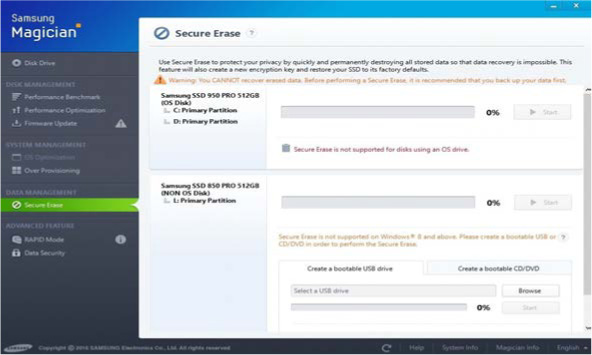 Samsung
Magician
Secure Erase ?
Disk Drive
Use Secure Erase to protect your privacy by quickly and permanently destroying all stored data so that data recovery is impossible. This
feature will also create a new encryption key and restore your SSD to its factory defaults.
Warning: You CANNOT recover erased data. Before performing a Secure Erase, it is recommended that you back up your data first.
DISK MANAGEMENT
Performance Benchmark
Performance Optimization
Firmware Update
SYSTEM MANAGEMENT
OS Optimization
Over Provisioning
DATA MANAGEMENT
Secure Erase
ADVANCED FEATURE
RAPID Mode
Data Security
Samsung SSD 950 PRO 512GB
(OS Disk)
C: Primary Partition
D: Primary Partition
0% Start
Secure Erase is not supported for disks using an OS drive.
Samsung SSD 850 PRO 512GB
(NON OS Disk)
L: Primary Partition
0% Start
Secure Erase is not supported on Windows® 8 and above. Please create a bootable USB or ?
CD/DVD in order to perform the Secure Erase.
Create a bootable USB drive Create a bootable CD/DVD
Select a USB drive Browse
0% Start
SAMSUNG Copyright © 2015 SAMSUNG Electronics Co., Ltd. All rights reserved Help System Info Magician Info English